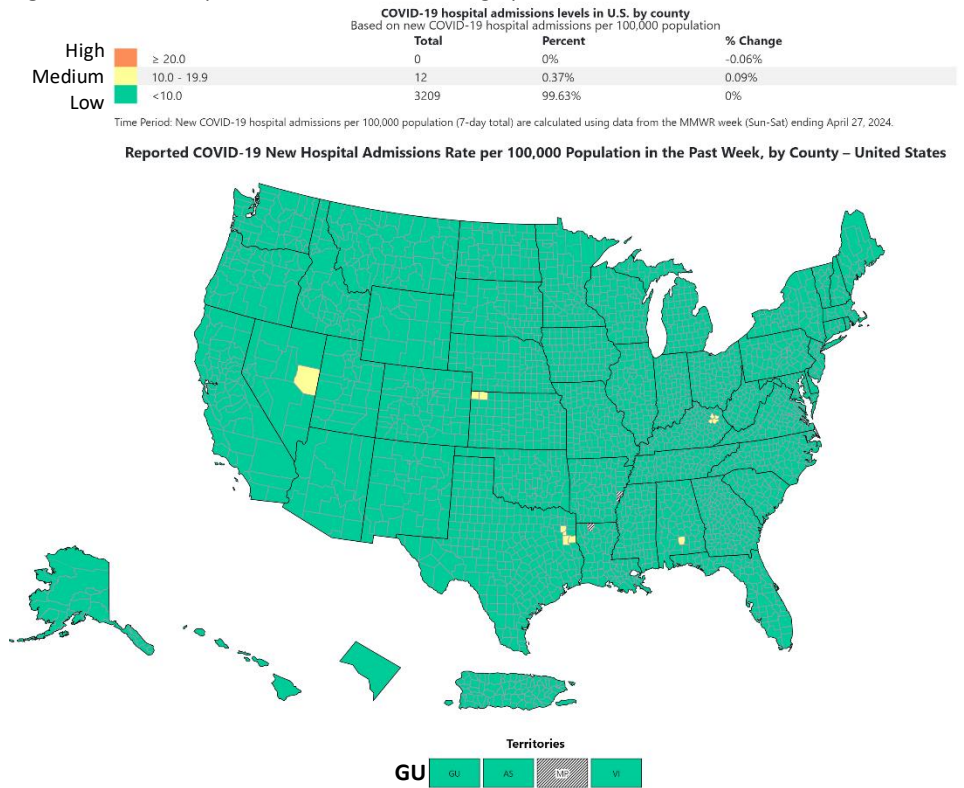 COVID-19 hospital admissions levels in U.S. by county
Based on new COVID-19 hospital admissions per 100,000 population
Total Percent % Change
High ≥ 20.0 0 0% -0.06%
Medium 10.0 - 19.9 12 0.37% 0.09%
Low <10.0 3209 99.63% 0%
Time Period: New COVID-19 hospital admissions per 100,000 population (7-day total) are calculated using data from the MMWR week (Sun-Sat) ending April 27, 2024.
Reported COVID-19 New Hospital Admissions Rate per 100,000 Population in the Past Week, by County – United States
Territories
GU GU AS MP VI